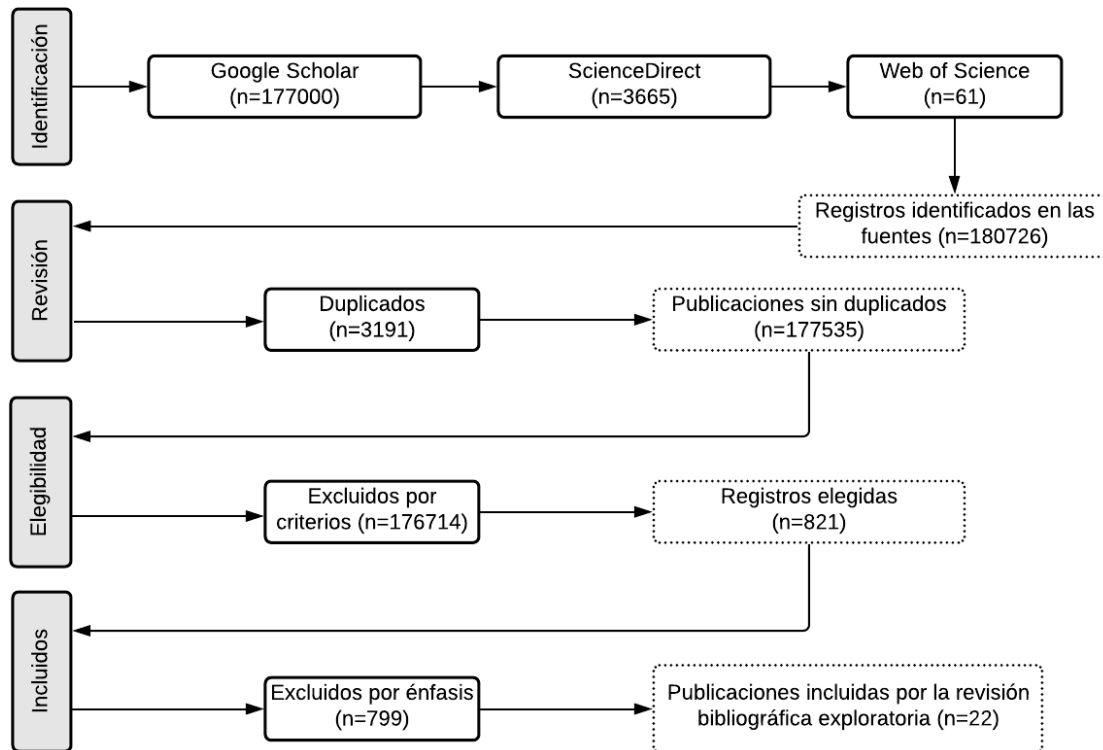 Identificación
Google Scholar
(n=177000)
ScienceDirect
(n=3665)
Web of Science
(n=61)
Registros identificados en las
fuentes (n=180726)
Revisión
Duplicados
(n=3191)
Publicaciones sin duplicados
(n=177535)
Elegibilidad
Excluidos por
criterios (n=176714)
Registros elegidas
(n=821)
Incluidos
Excluidos por énfasis
(n=799)
Publicaciones incluidas por la revisión
bibliográfica exploratoria (n=22)